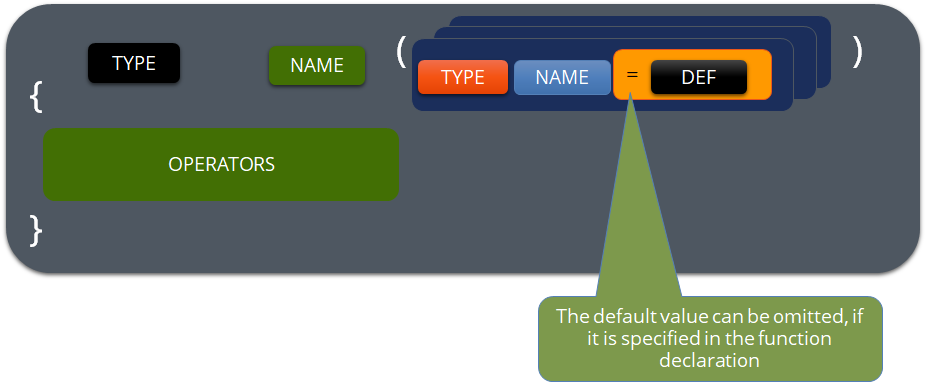 TYPE NAME ( TYPE NAME = DEF )
{
OPERATORS
}
The default value can be omitted, if
it is specified in the function
declaration